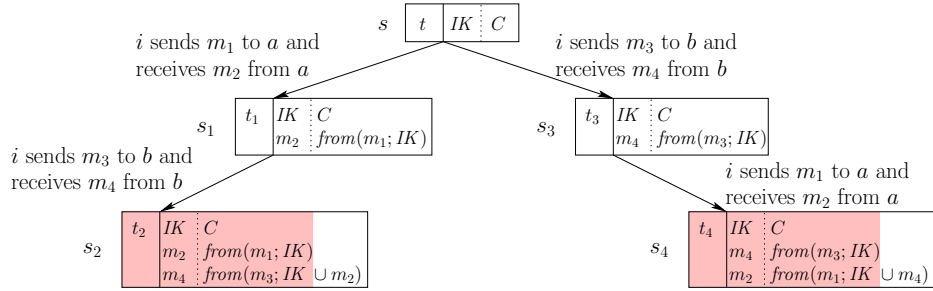 s t IK C
i sends m₁ to a and
receives m₂ from a
i sends m₃ to b and
receives m₄ from b
s₁ t₁ IK C
m₂ from(m₁; IK)
s₃ t₃ IK C
m₄ from(m₃; IK)
i sends m₃ to b and
receives m₄ from b
i sends m₁ to a and
receives m₂ from a
s₂ t₂ IK C
m₂ from(m₁; IK)
m₄ from(m₃; IK ∪ m₂)
s₄ t₄ IK C
m₄ from(m₃; IK)
m₂ from(m₁; IK ∪ m₄)